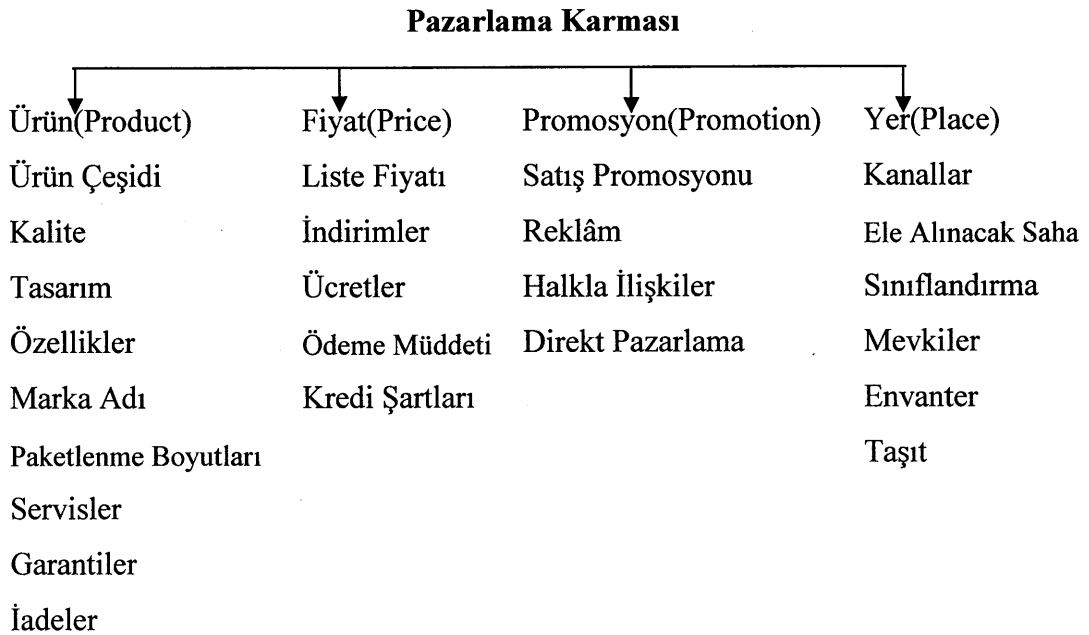 Pazarlama Karması
Ürün(Product) Fiyat(Price) Promosyon(Promotion) Yer(Place)
Ürün Çeşidi Liste Fiyatı Satış Promosyonu Kanallar
Kalite İndirimler Reklâm Ele Alınacak Saha
Tasarım Ücretler Halkla İlişkiler Sınıflandırma
Özellikler Ödeme Müddeti Direkt Pazarlama Mevkiler
Marka Adı Kredi Şartları Envanter
Paketlenme Boyutları Taşıt
Servisler
Garantiler
İadeler